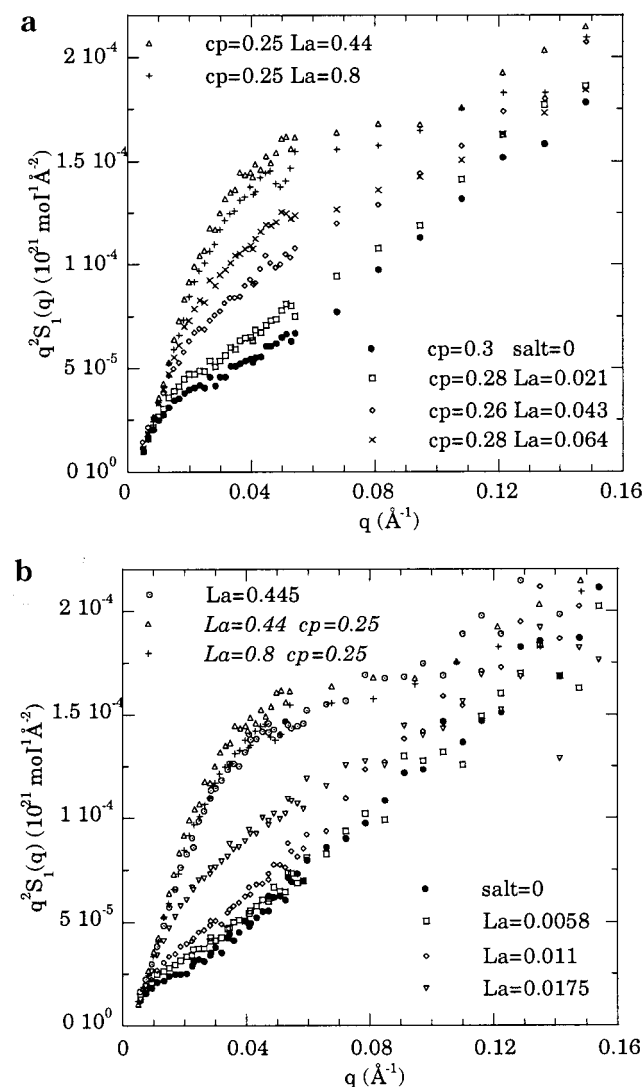 a
2 10⁻⁴
1.5 10⁻⁴
1 10⁻⁴
5 10⁻⁵
0 10⁰
q²S₁(q) (10²¹ mol¹Å⁻²)
cp=0.25 La=0.44
cp=0.25 La=0.8
cp=0.3 salt=0
cp=0.28 La=0.021
cp=0.26 La=0.043
cp=0.28 La=0.064
0 0.04 0.08 0.12 0.16
q (Å⁻¹)
b
2 10⁻⁴
1.5 10⁻⁴
1 10⁻⁴
5 10⁻⁵
0 10⁰
q²S₁(q) (10²¹ mol¹Å⁻²)
La=0.445
La=0.44 cp=0.25
La=0.8 cp=0.25
salt=0
La=0.0058
La=0.011
La=0.0175
0 0.04 0.08 0.12 0.16
q (Å⁻¹)